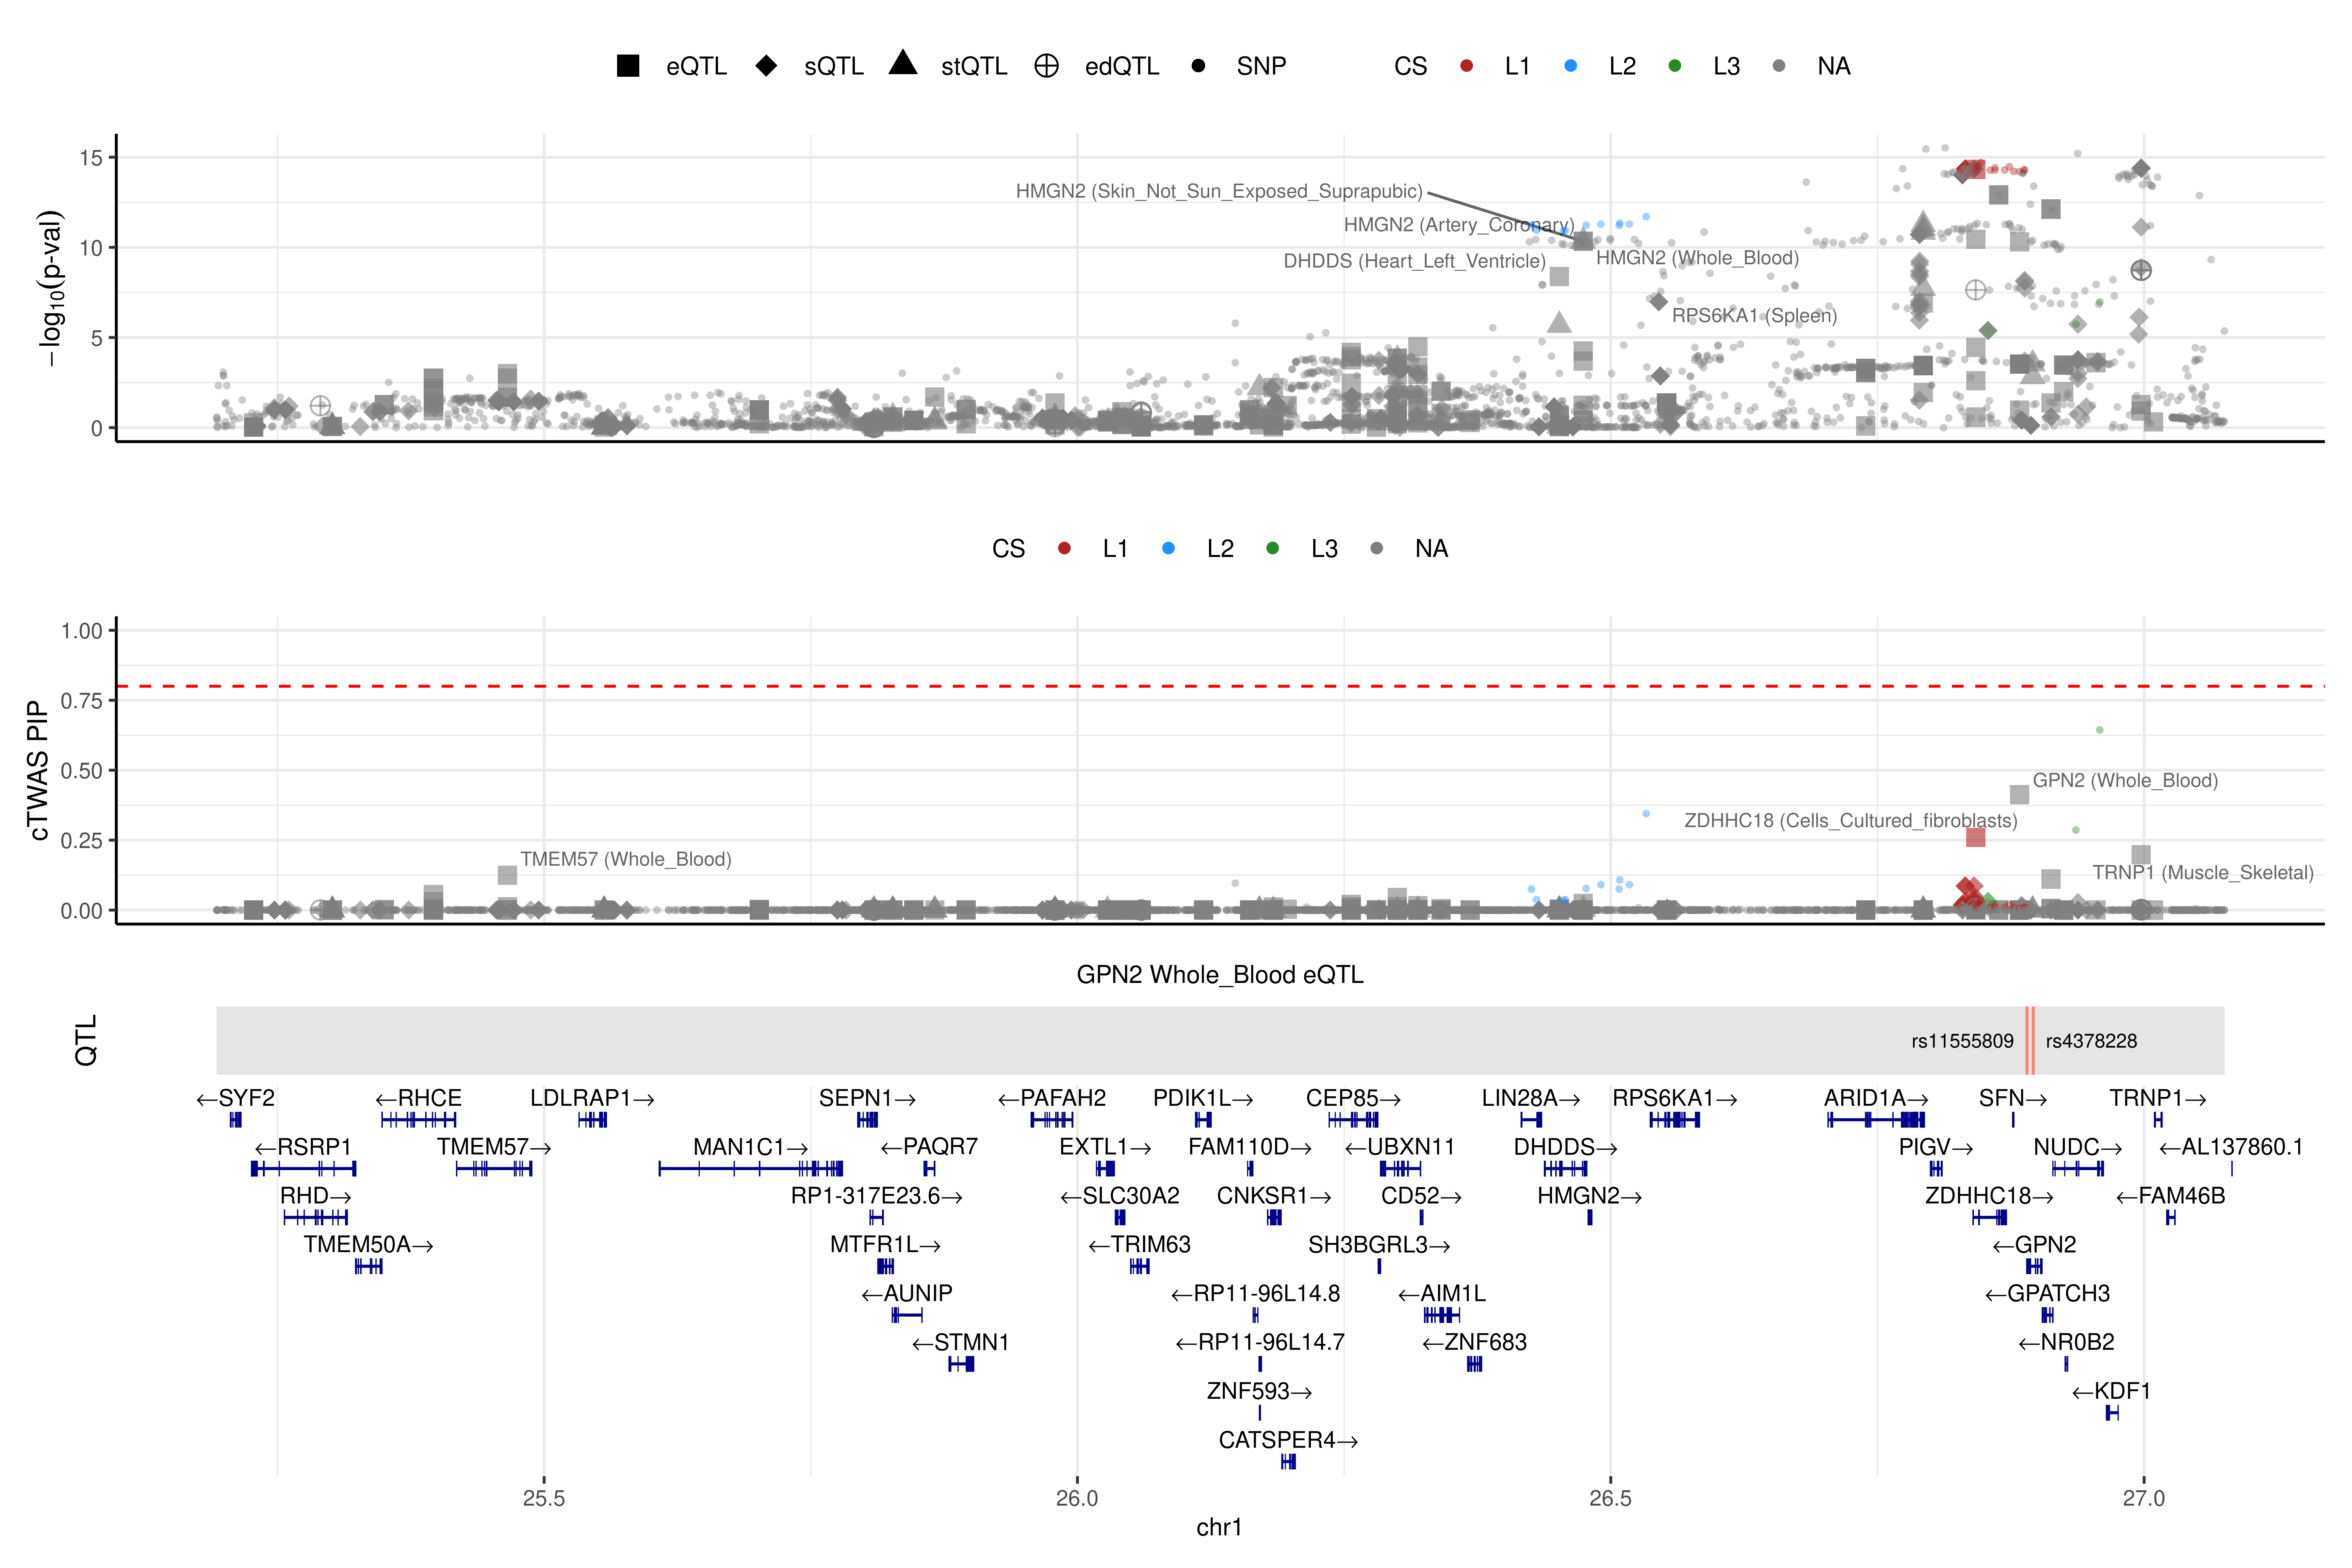 eQTL sQTL stQTL edQTL SNP CS L1 L2 L3 NA
−log10(p-val)
15
10
5
0
HMGN2 (Skin_Not_Sun_Exposed_Suprapubic)
HMGN2 (Artery_Coronary)
DHDDS (Heart_Left_Ventricle)
HMGN2 (Whole_Blood)
RPS6KA1 (Spleen)
CS L1 L2 L3 NA
cTWAS PIP
1.00
0.75
0.50
0.25
0.00
GPN2 (Whole_Blood)
ZDHHC18 (Cells_Cultured_fibroblasts)
TMEM57 (Whole_Blood)
TRNP1 (Muscle_Skeletal)
GPN2 Whole_Blood eQTL
QTL
rs11555809 rs4378228
←SYF2 ←RHCE LDLRAP1→ SEPN1→ ←PAFAH2 PDIK1L→ CEP85→ LIN28A→ RPS6KA1→ ARID1A→ SFN→ TRNP1→
←RSRP1 TMEM57→ MAN1C1→ ←PAQR7 EXTL1→ FAM110D→ ←UBXN11 DHDDS→ PIGV→ NUDC→ ←AL137860.1
RHD→ RP1-317E23.6→ ←SLC30A2 CNKSR1→ CD52→ HMGN2→ ZDHHC18→ ←FAM46B
TMEM50A→ MTFR1L→ ←TRIM63 SH3BGRL3→ ←GPN2
←AUNIP ←RP11-96L14.8 ←AIM1L ←GPATCH3
←STMN1 ←RP11-96L14.7 ←ZNF683 ←NR0B2
ZNF593→ ←KDF1
CATSPER4→
25.5 26.0 26.5 27.0
chr1